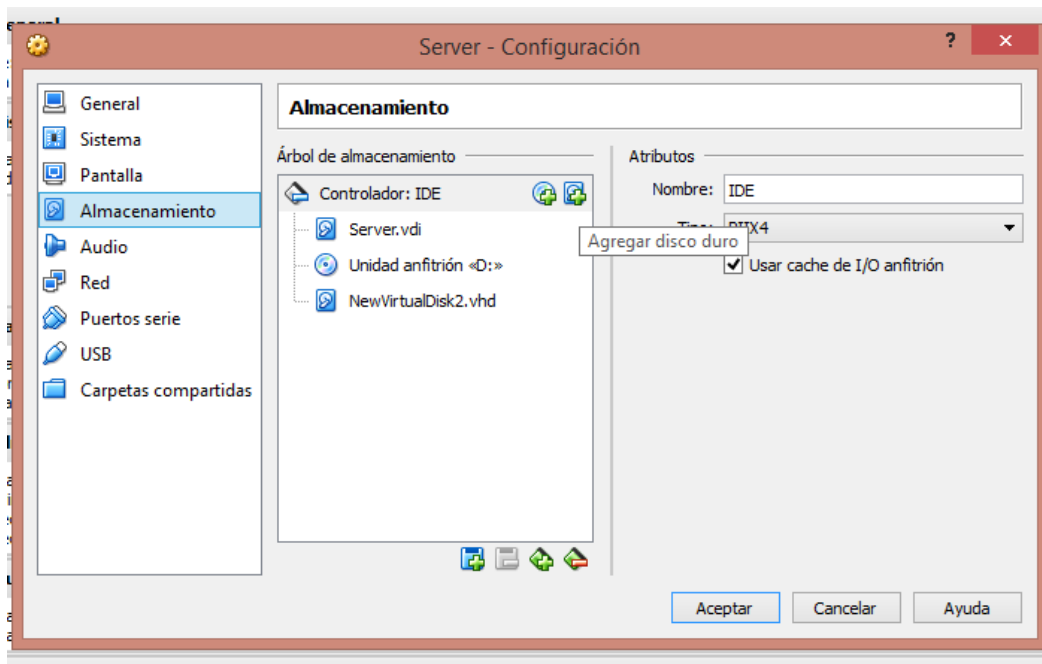 Server - Configuración
?
General
Sistema
Pantalla
Almacenamiento
Audio
Red
Puertos serie
USB
Carpetas compartidas
Almacenamiento
Árbol de almacenamiento
Controlador: IDE
Server.vdi
Unidad anfitrión «D:»
NewVirtualDisk2.vhd
Atributos
Nombre: IDE
Agregar disco duro
Usar cache de I/O anfitrión
Aceptar
Cancelar
Ayuda